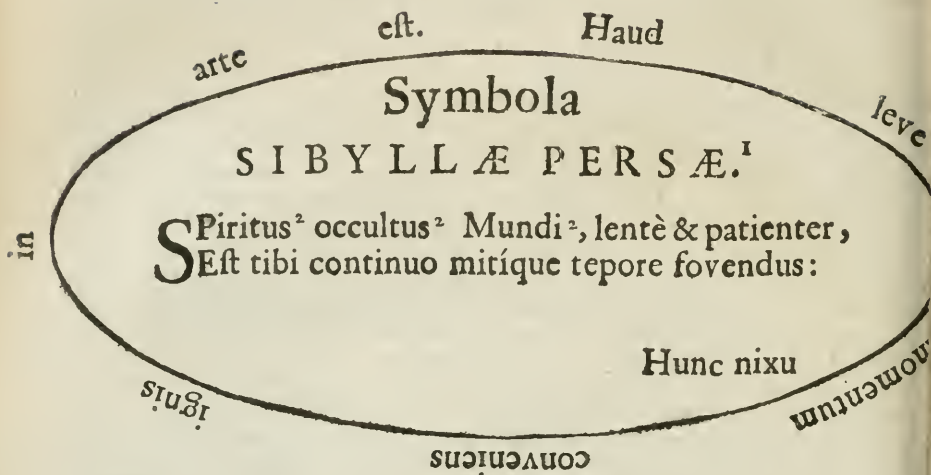 Haud leve momentum conveniens ignis in arte eſt.
Symbola
SIBYLLÆ PERSÆ.¹
SPiritus² occultus² Mundi², lentè & patienter,
Eſt tibi continuo mitíque tepore fovendus:
Hunc nixu